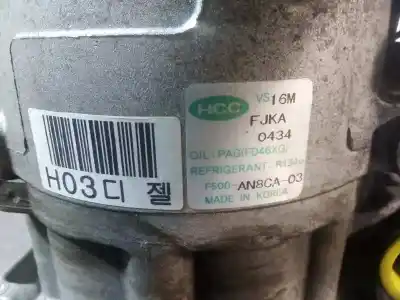 HCC VS16M
FJKA
0434
OIL:PAG(FD46XG)
REFRIGERANT: R134a
F500-AN8CA-03
MADE IN KOREA
H03디 젤